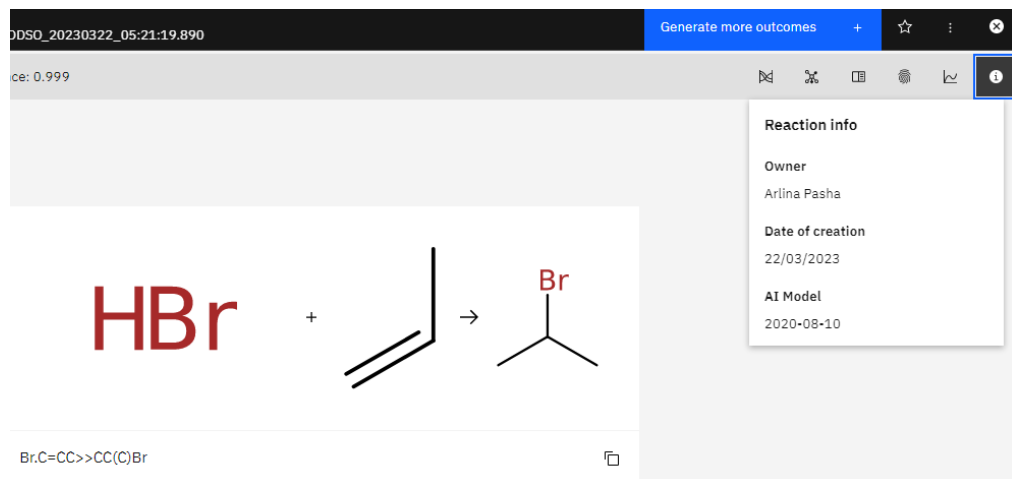 DDSO_20230322_05:21:19.890
Generate more outcomes +
ce: 0.999
Reaction info
Owner
Arlina Pasha
Date of creation
22/03/2023
AI Model
2020-08-10
Br
HBr + →
Br.C=CC>>CC(C)Br